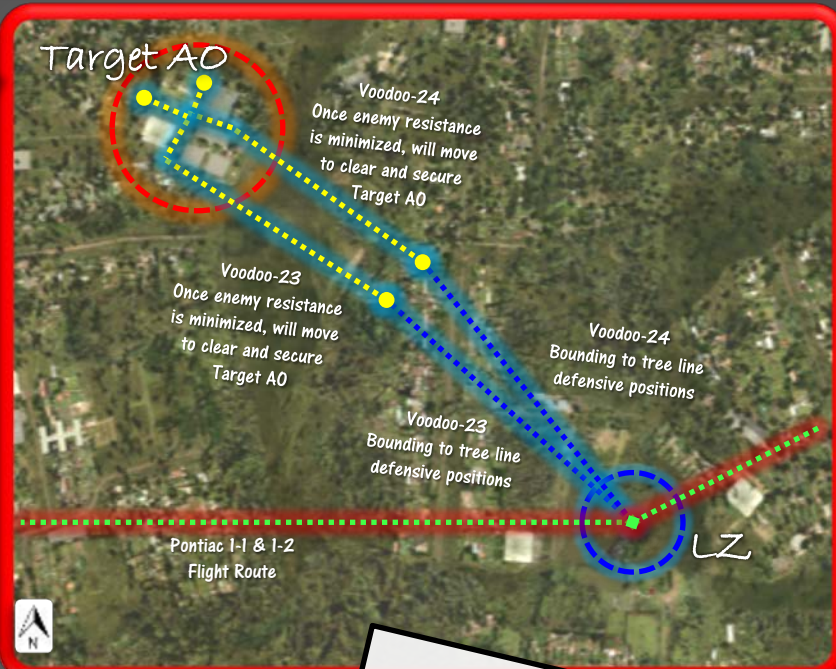 Target AO
Voodoo-24
Once enemy resistance
is minimized, will move
to clear and secure
Target AO
Voodoo-23
Once enemy resistance
is minimized, will move
to clear and secure
Target AO
Voodoo-24
Bounding to tree line
defensive positions
Voodoo-23
Bounding to tree line
defensive positions
LZ
Pontiac 1-1 & 1-2
Flight Route
N